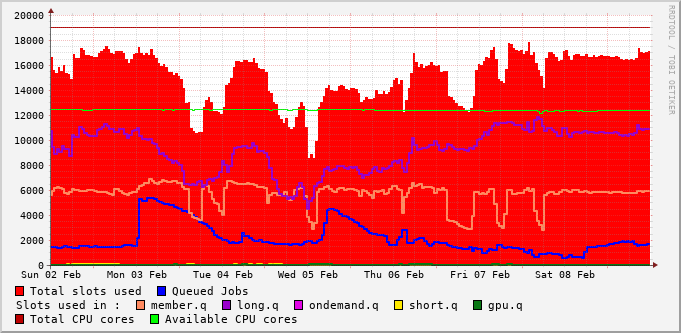 20000
18000
16000
14000
12000
10000
8000
6000
4000
2000
0
Sun 02 Feb Mon 03 Feb Tue 04 Feb Wed 05 Feb Thu 06 Feb Fri 07 Feb Sat 08 Feb
Total slots used Queued Jobs
Slots used in : member.q long.q ondemand.q short.q gpu.q
Total CPU cores Available CPU cores
RRDTOOL / TOBI OETIKER